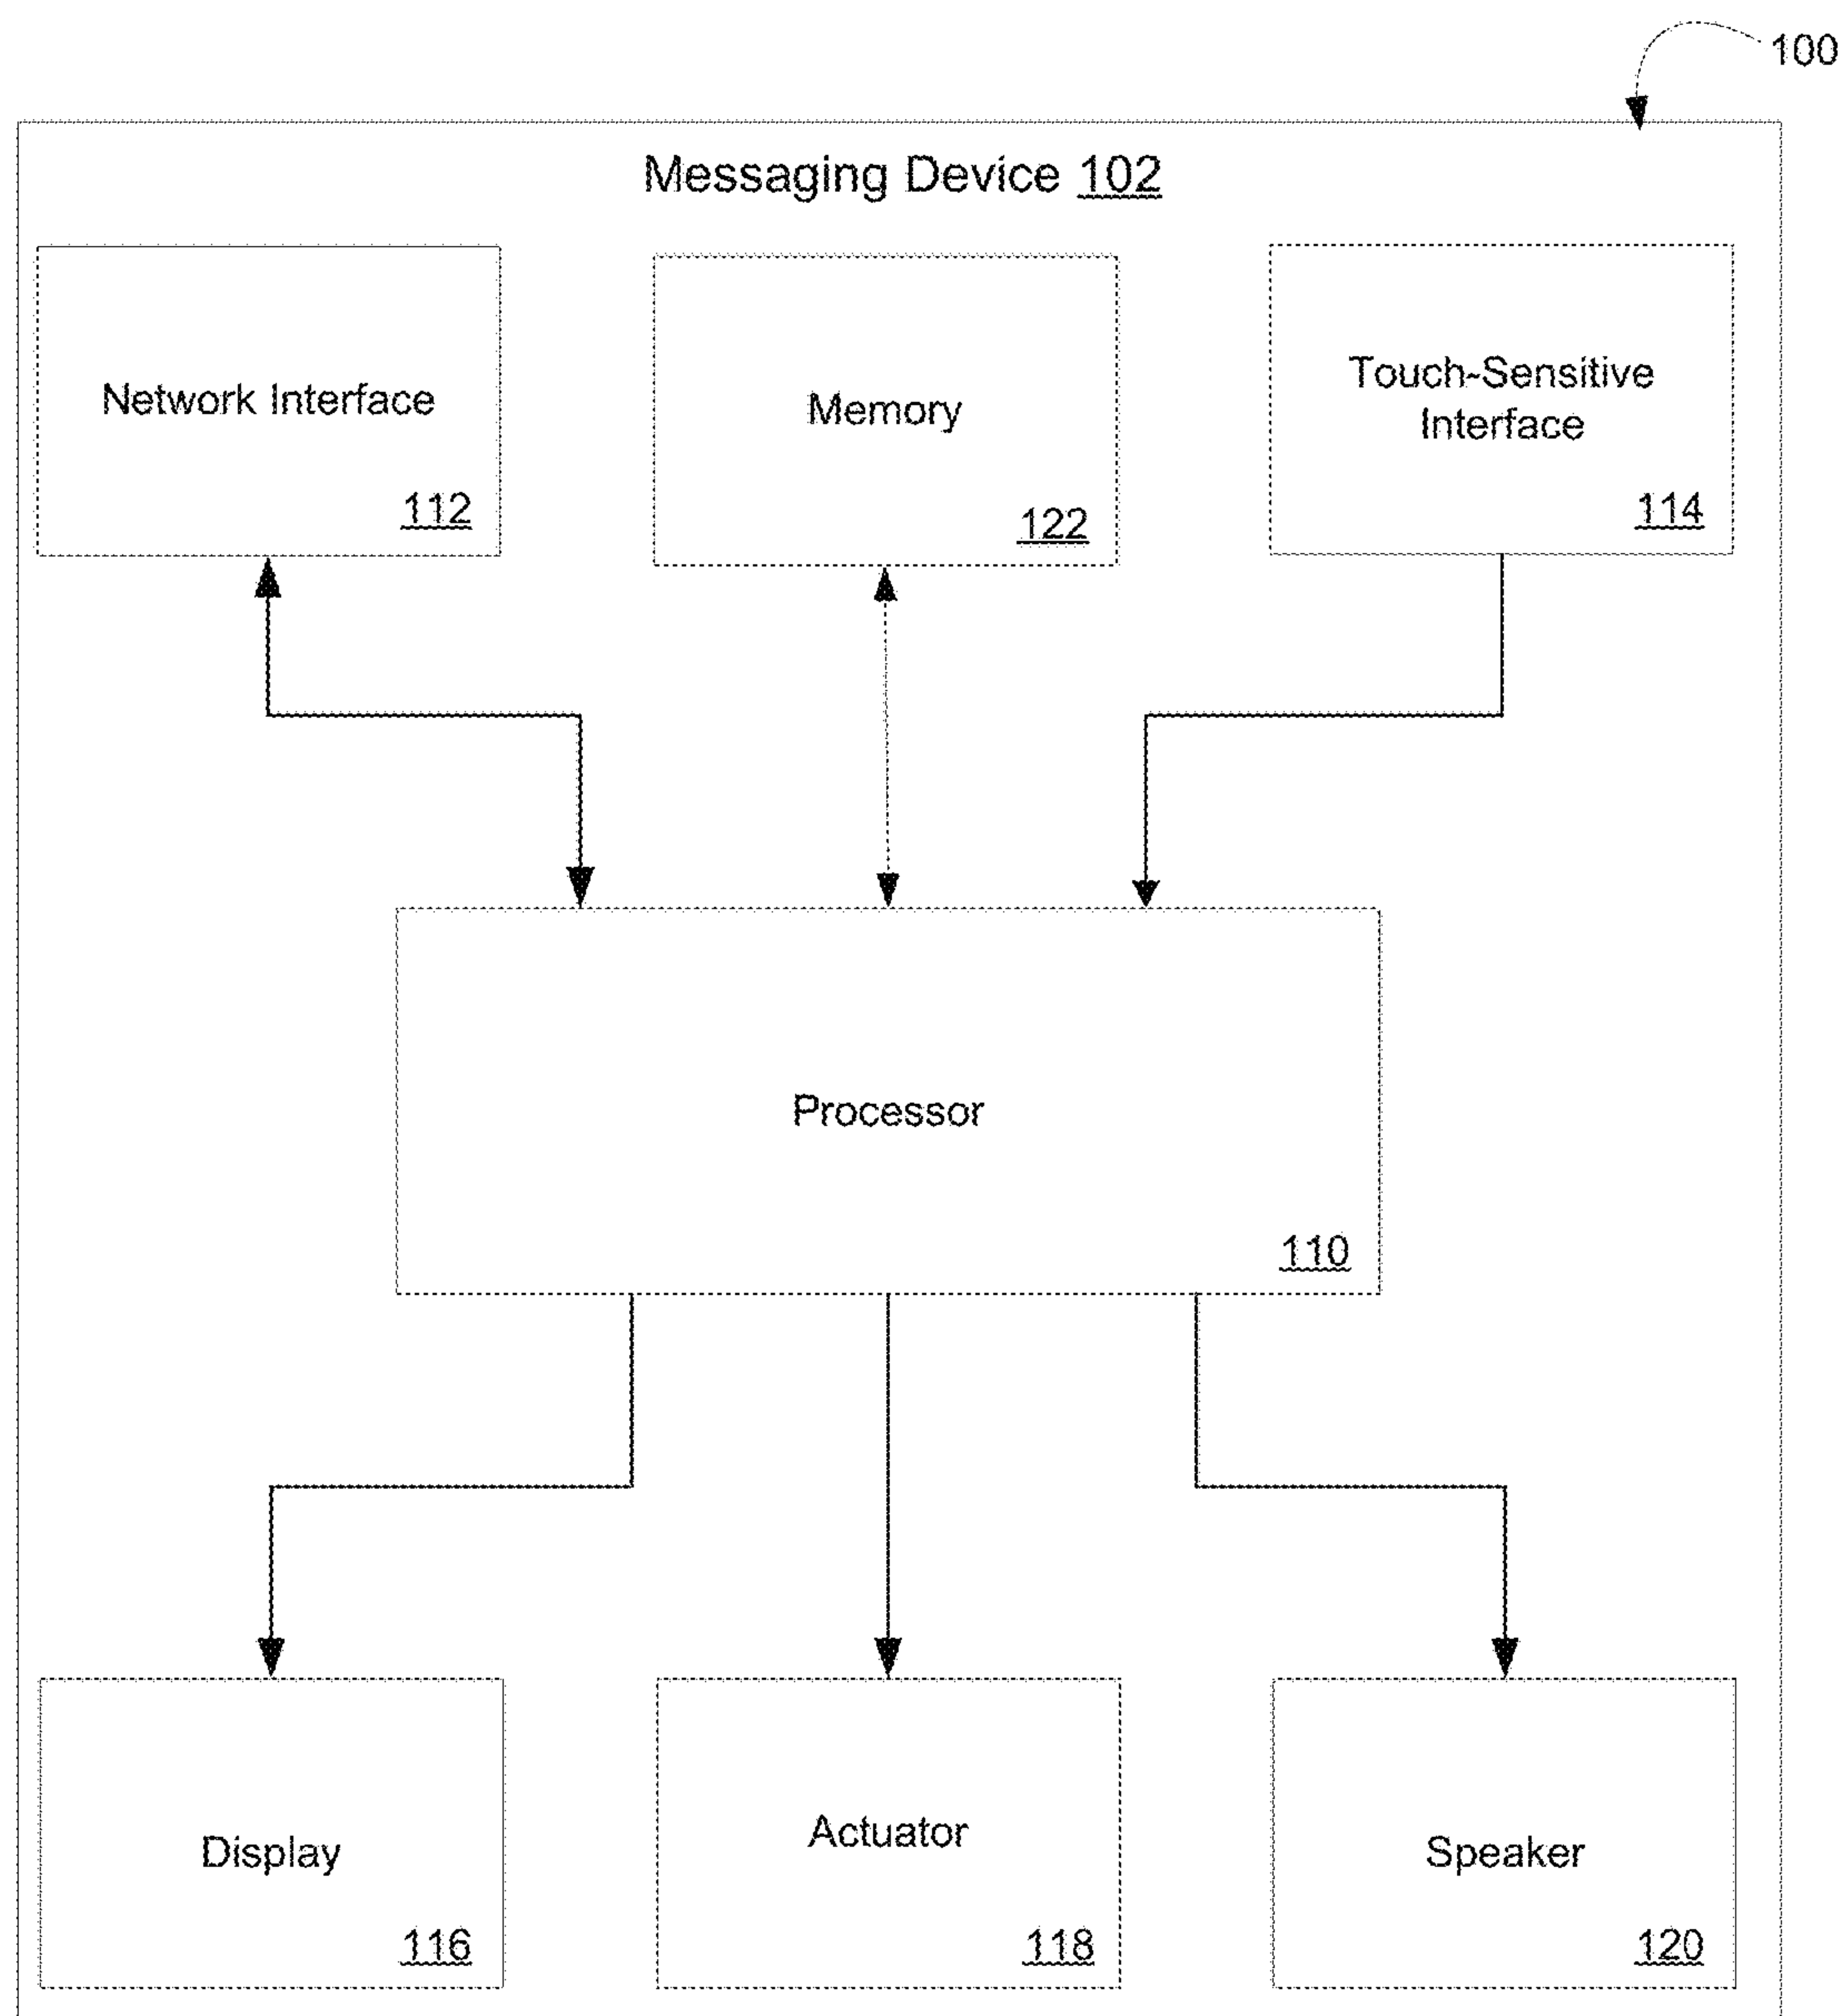 100
Messaging Device 102
Network Interface
112
Memory
122
Touch-Sensitive
Interface
114
Processor
110
Display
116
Actuator
118
Speaker
120